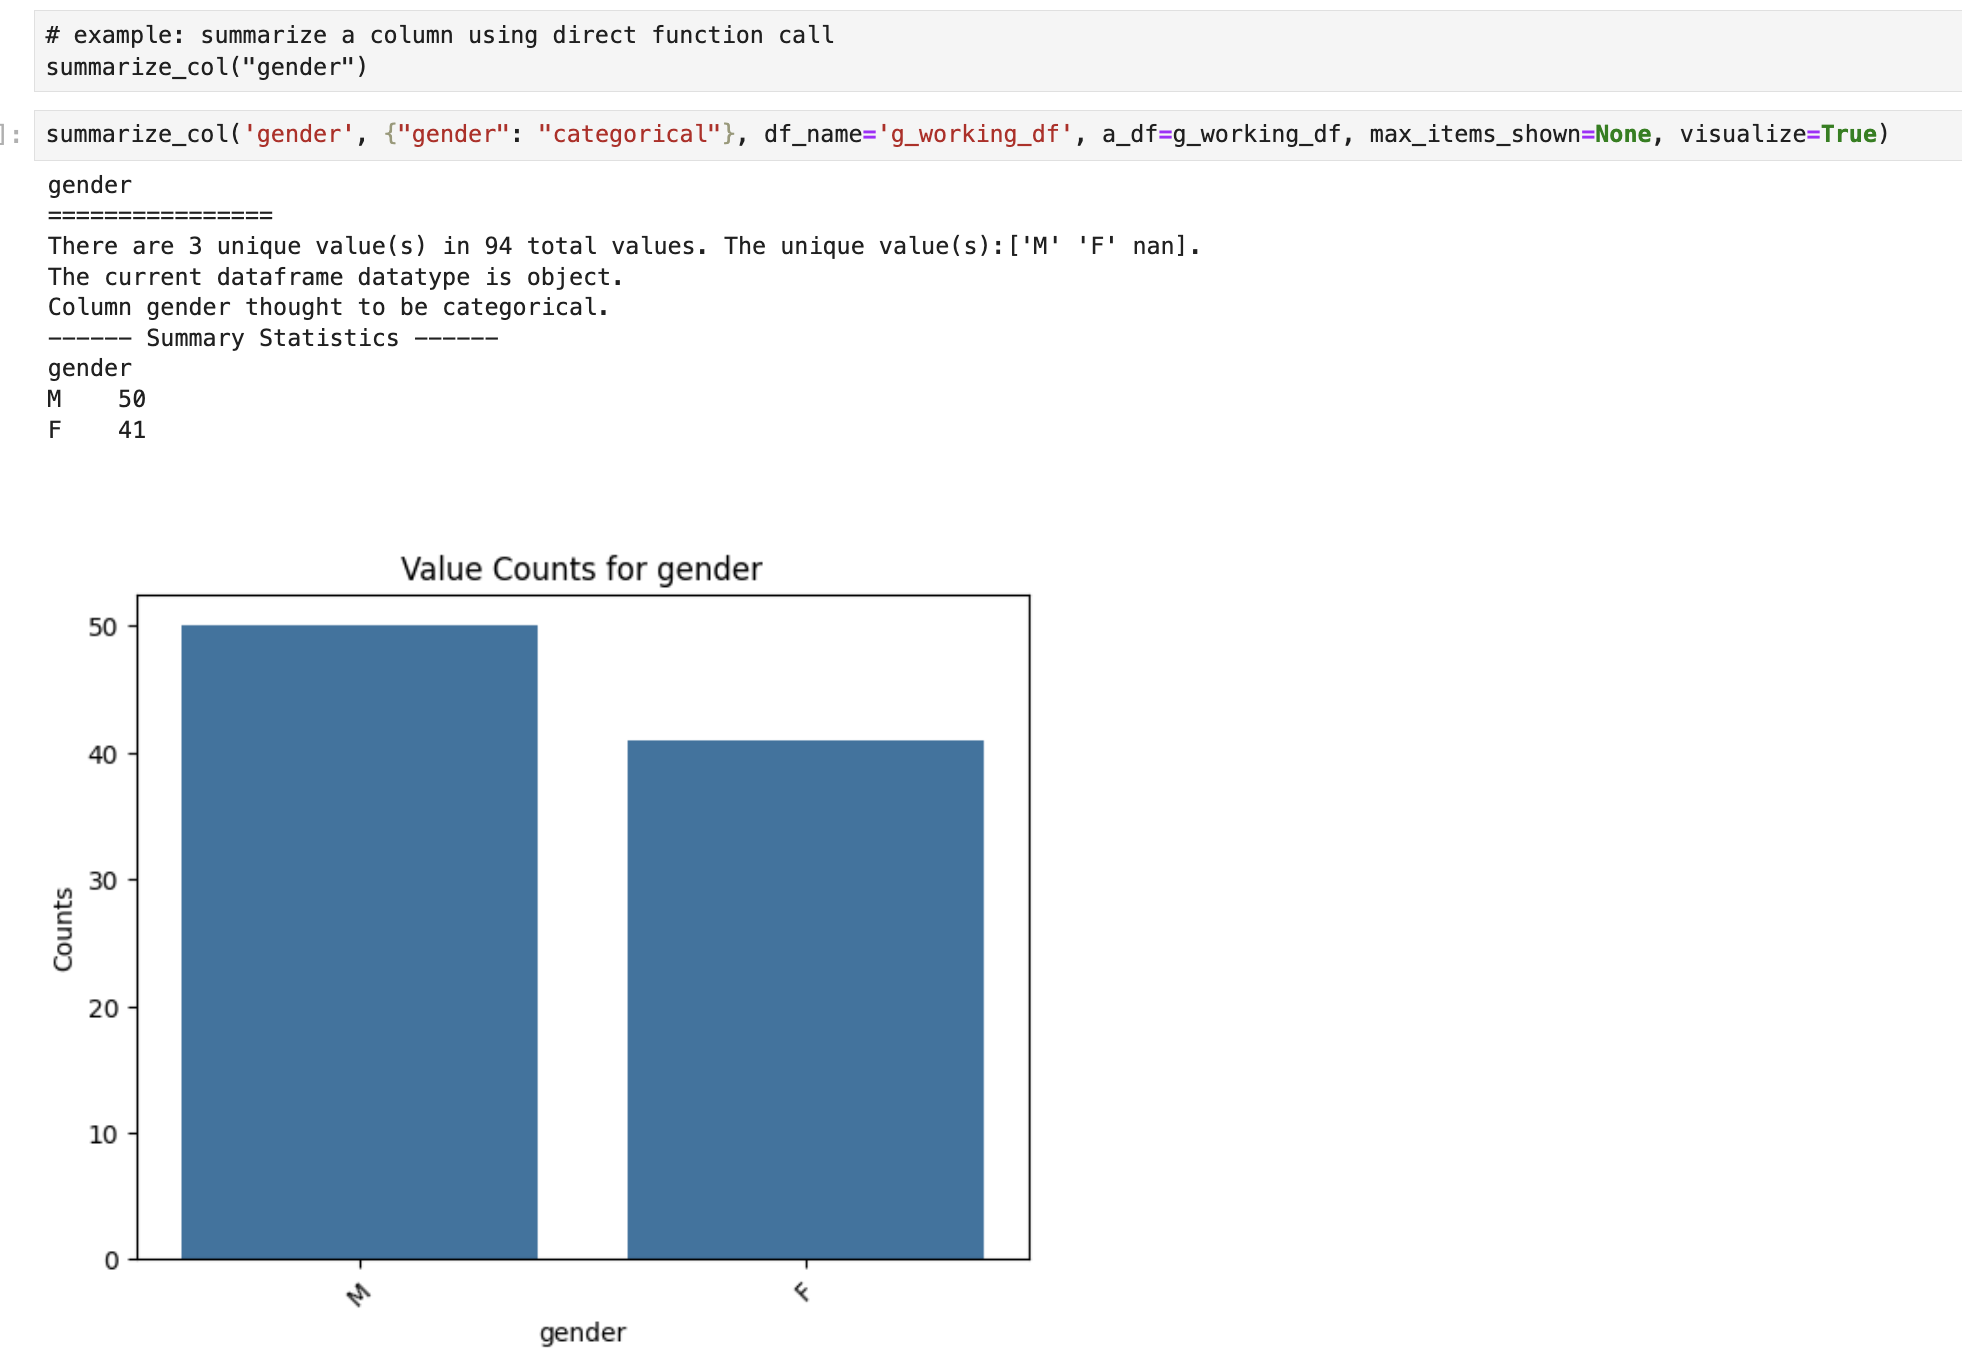 # example: summarize a column using direct function call
summarize_col("gender")
]: summarize_col('gender', {"gender": "categorical"}, df_name='g_working_df', a_df=g_working_df, max_items_shown=None, visualize=True)
gender
================
There are 3 unique value(s) in 94 total values. The unique value(s):['M' 'F' nan].
The current dataframe datatype is object.
Column gender thought to be categorical.
------ Summary Statistics ------
gender
M    50
F    41
Value Counts for gender
50
40
30
20
10
0
Counts
M
F
gender